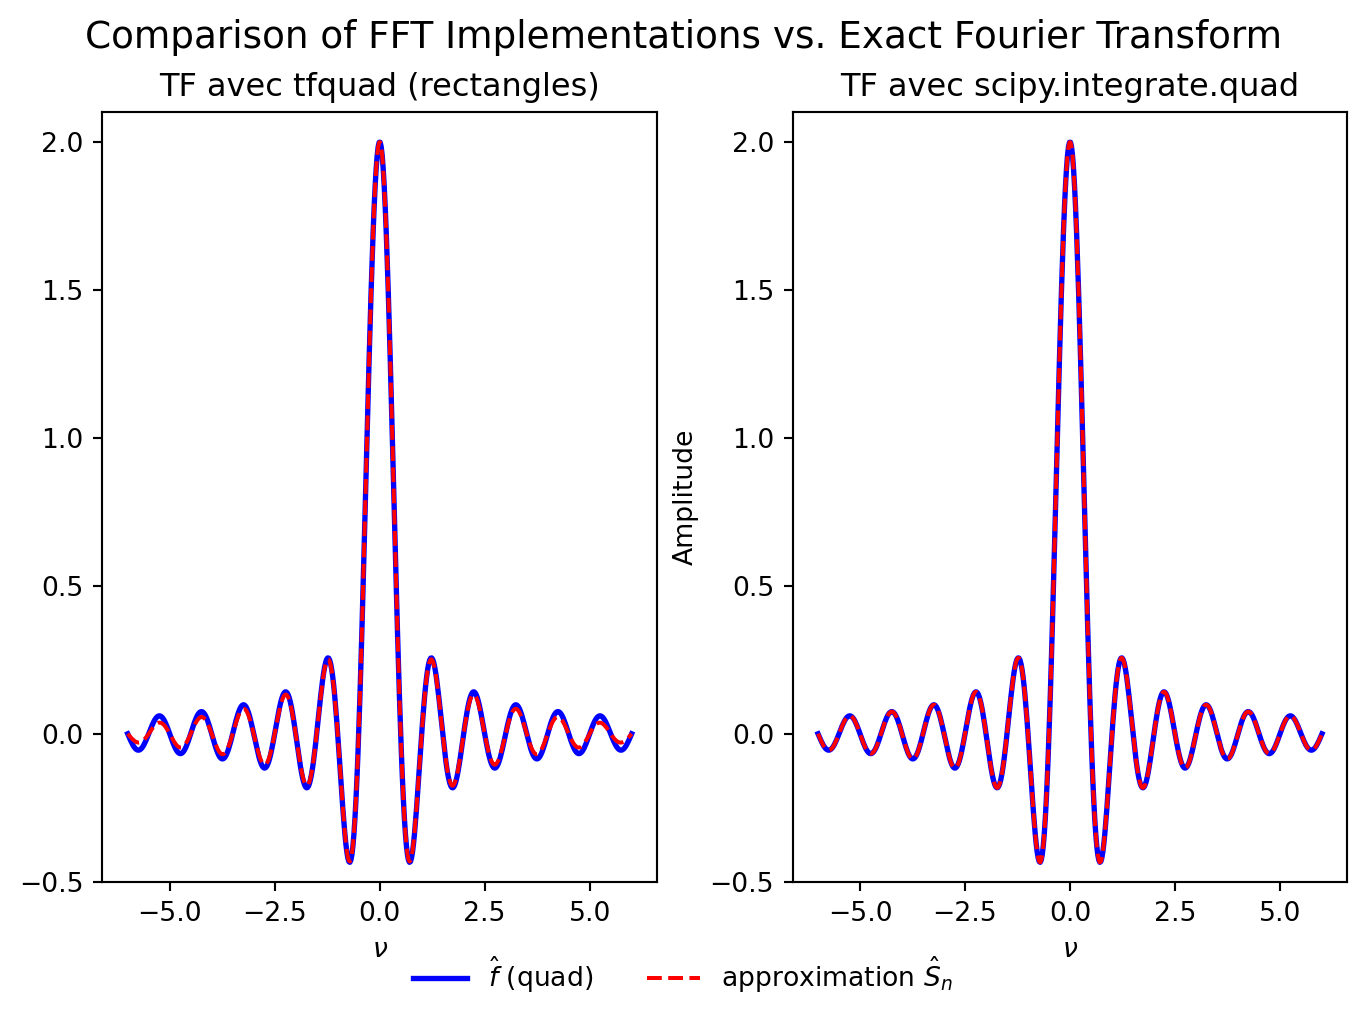 Comparison of FFT Implementations vs. Exact Fourier Transform
TF avec tfquad (rectangles)
2.0
1.5
1.0
0.5
0.0
−0.5
−5.0 −2.5 0.0 2.5 5.0
ν
TF avec scipy.integrate.quad
Amplitude
2.0
1.5
1.0
0.5
0.0
−0.5
−5.0 −2.5 0.0 2.5 5.0
ν
f̂ (quad)
approximation Ŝₙ